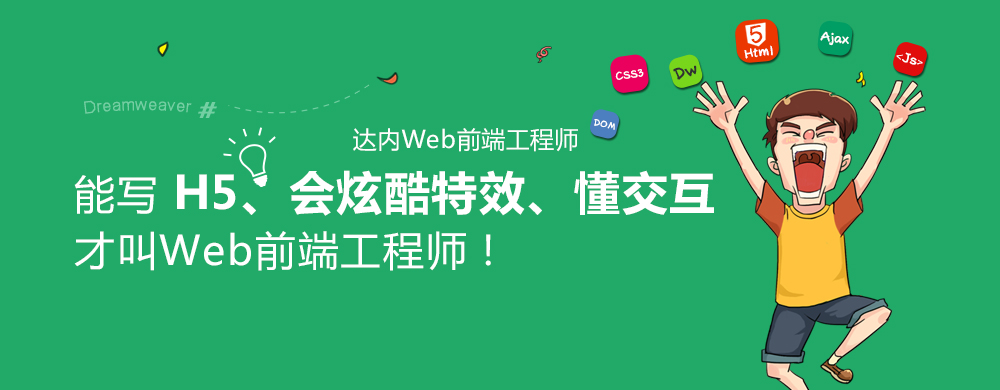 CSS3
Dw
5
Html
Ajax
<Js>
DOM
Dreamweaver #
达内Web前端工程师
能写 H5、会炫酷特效、懂交互
才叫Web前端工程师！